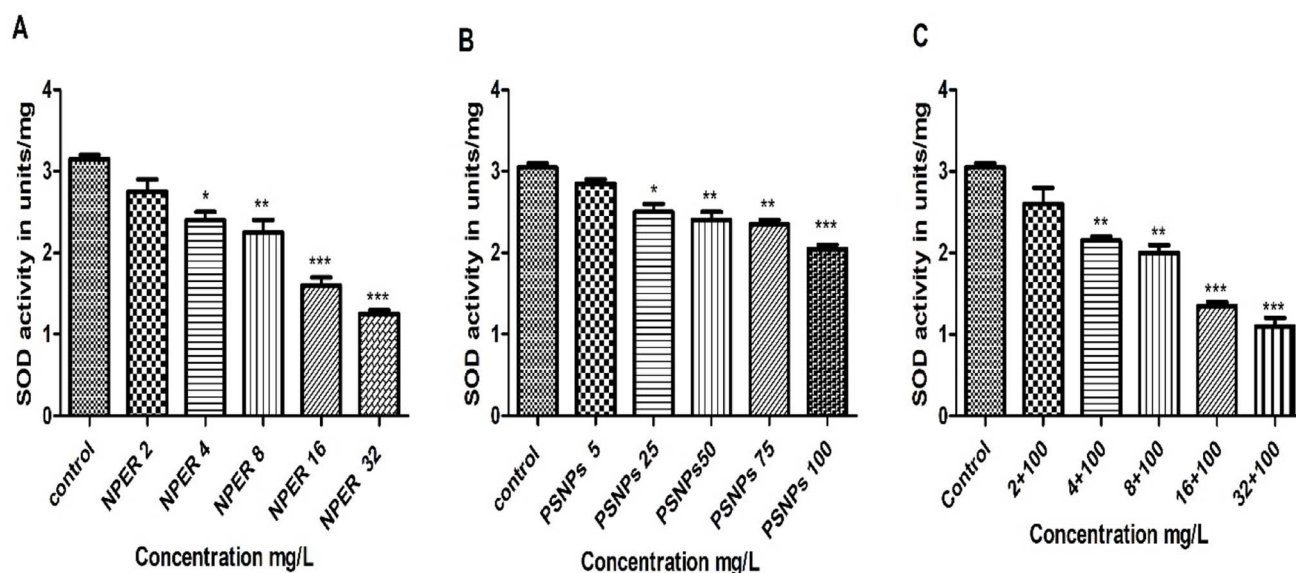 A
SOD activity in units/mg
4
3
2
1
0
*
**
***
***
control
NPER 2
NPER 4
NPER 8
NPER 16
NPER 32
Concentration mg/L
B
SOD activity in units/mg
4
3
2
1
0
*
**
**
***
control
PSNPs 5
PSNPs 25
PSNPs50
PSNPs 75
PSNPs 100
Concentration mg/L
C
SOD activity in units/mg
4
3
2
1
0
**
**
***
***
Control
2+100
4+100
8+100
16+100
32+100
Concentration mg/L